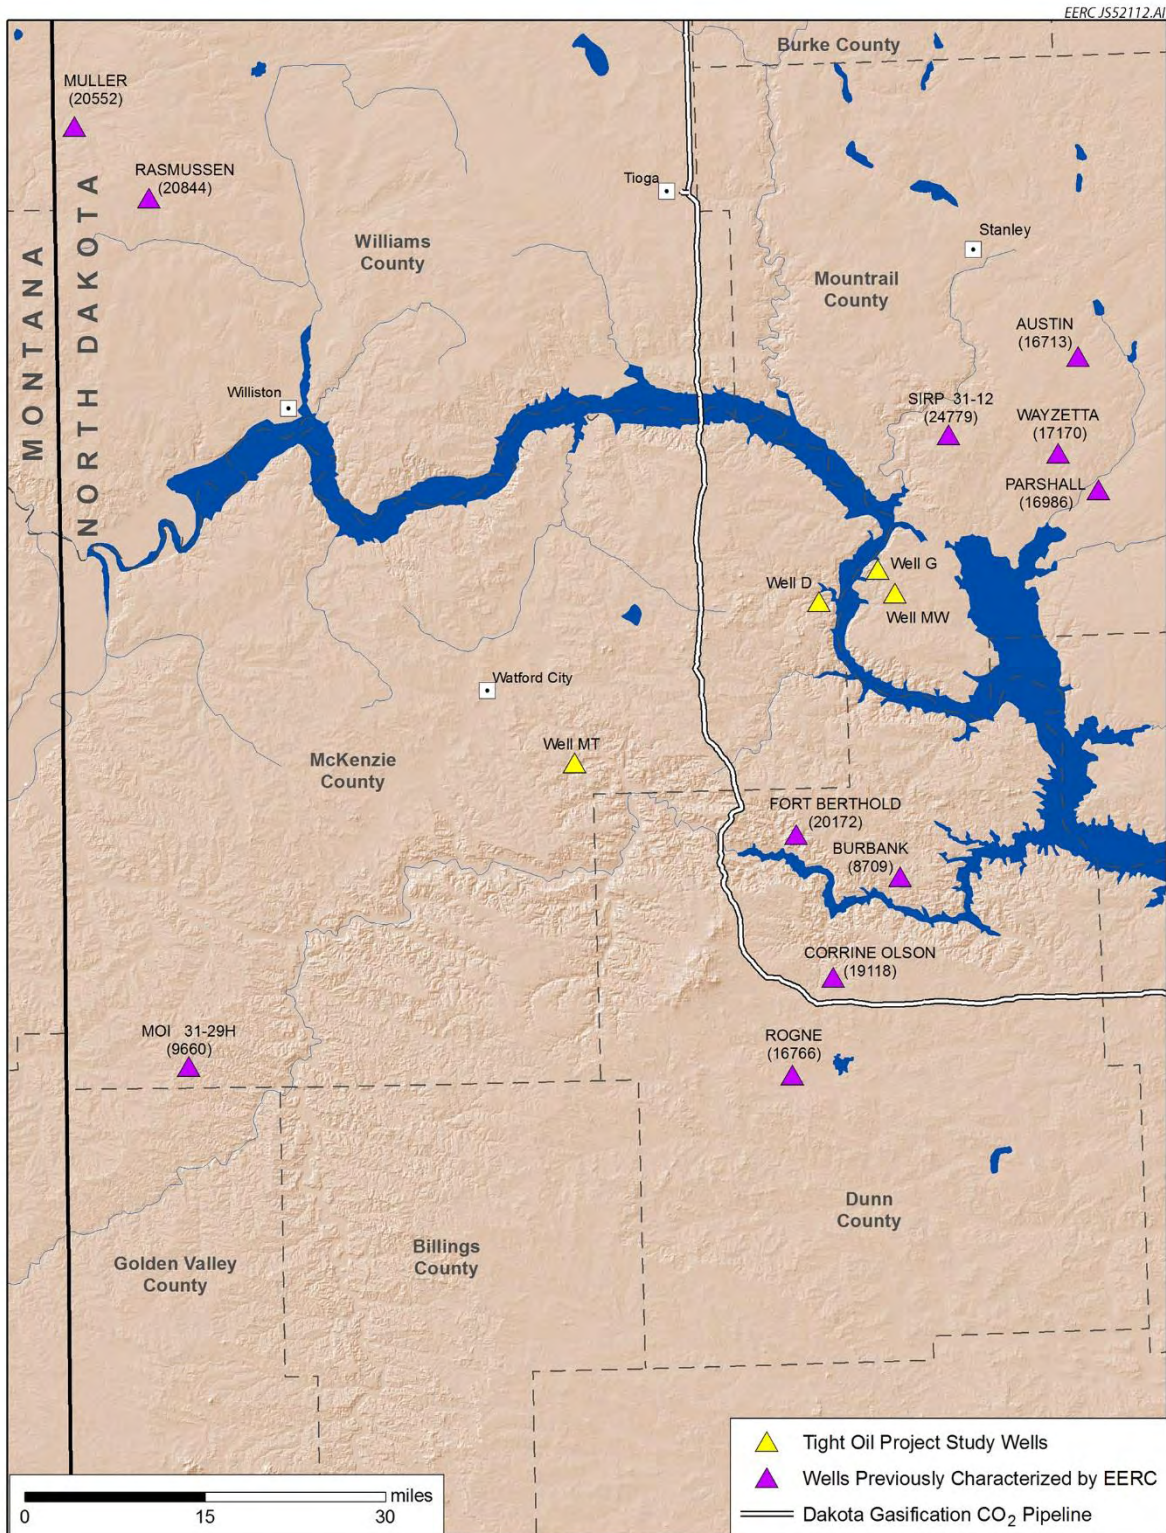 EERC JS52112.AI
Burke County
MULLER
(20552)
RASMUSSEN
(20844)
Tioga
Stanley
Williams
County
Mountrail
County
MONTANA
NORTH DAKOTA
AUSTIN
(16713)
Williston
SIRP 31-12
(24779)
WAYZETTA
(17170)
PARSHALL
(16986)
Well G
Well D
Well MW
Watford City
Well MT
McKenzie
County
FORT BERTHOLD
(20172)
BURBANK
(8709)
CORRINE OLSON
(19118)
MOI 31-29H
(9660)
ROGNE
(16766)
Dunn
County
Billings
County
Golden Valley
County
Tight Oil Project Study Wells
Wells Previously Characterized by EERC
Dakota Gasification CO₂ Pipeline
miles
0 15 30